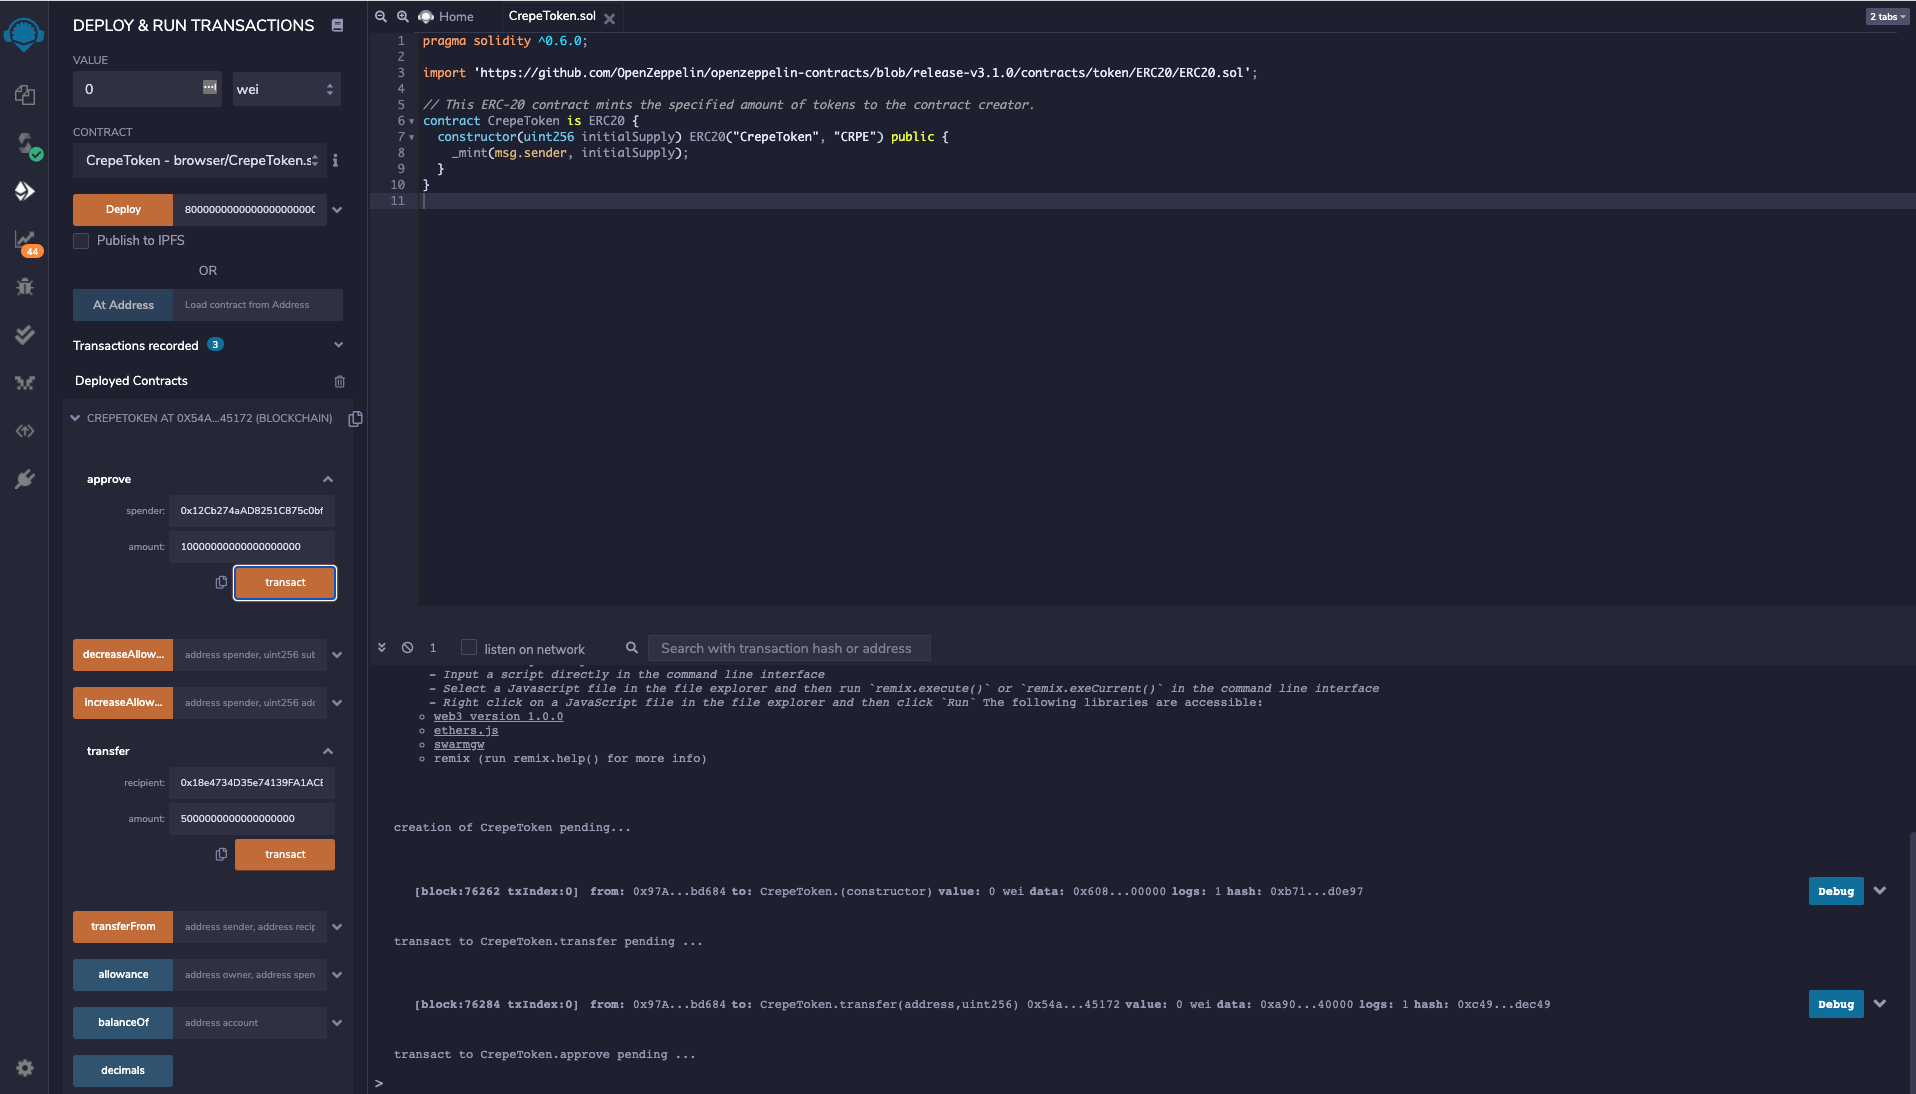 DEPLOY & RUN TRANSACTIONS
VALUE
0
wei
CONTRACT
CrepeToken - browser/CrepeToken.s
Deploy
Publish to IPFS
OR
At Address
Load contract from Address
Transactions recorded 3
Deployed Contracts
CREPETOKEN AT 0X54A...45172 (BLOCKCHAIN)
approve
spender: 0x12Cb274aAD8251C875c0bf
amount: 10000000000000000000
transact
decreaseAllow... address spender, uint256 sub
increaseAllow... address spender, uint256 adc
transfer
recipient: 0x18e4734D35e74139FA1ACE
amount: 5000000000000000000
transact
transferFrom address sender, address recip
allowance address owner, address spen
balanceOf address account
decimals
44
Home
CrepeToken.sol
2 tabs
1 pragma solidity ^0.6.0;
2
3 import 'https://github.com/OpenZeppelin/openzeppelin-contracts/blob/release-v3.1.0/contracts/token/ERC20/ERC20.sol';
4
5 // This ERC-20 contract mints the specified amount of tokens to the contract creator.
6 contract CrepeToken is ERC20 {
7 constructor(uint256 initialSupply) ERC20("CrepeToken", "CRPE") public {
8 _mint(msg.sender, initialSupply);
9 }
10 }
11
1
listen on network
Search with transaction hash or address
- Input a script directly in the command line interface
- Select a Javascript file in the file explorer and then run `remix.execute()` or `remix.exeCurrent()` in the command line interface
- Right click on a JavaScript file in the file explorer and then click `Run` The following libraries are accessible:
web3 version 1.0.0
ethers.js
swarmgw
remix (run remix.help() for more info)
creation of CrepeToken pending...
[block:76262 txIndex:0] from: 0x97A...bd684 to: CrepeToken.(constructor) value: 0 wei data: 0x608...00000 logs: 1 hash: 0xb71...d0e97
Debug
transact to CrepeToken.transfer pending ...
[block:76284 txIndex:0] from: 0x97A...bd684 to: CrepeToken.transfer(address,uint256) 0x54a...45172 value: 0 wei data: 0xa90...40000 logs: 1 hash: 0xc49...dec49
Debug
transact to CrepeToken.approve pending ...
>